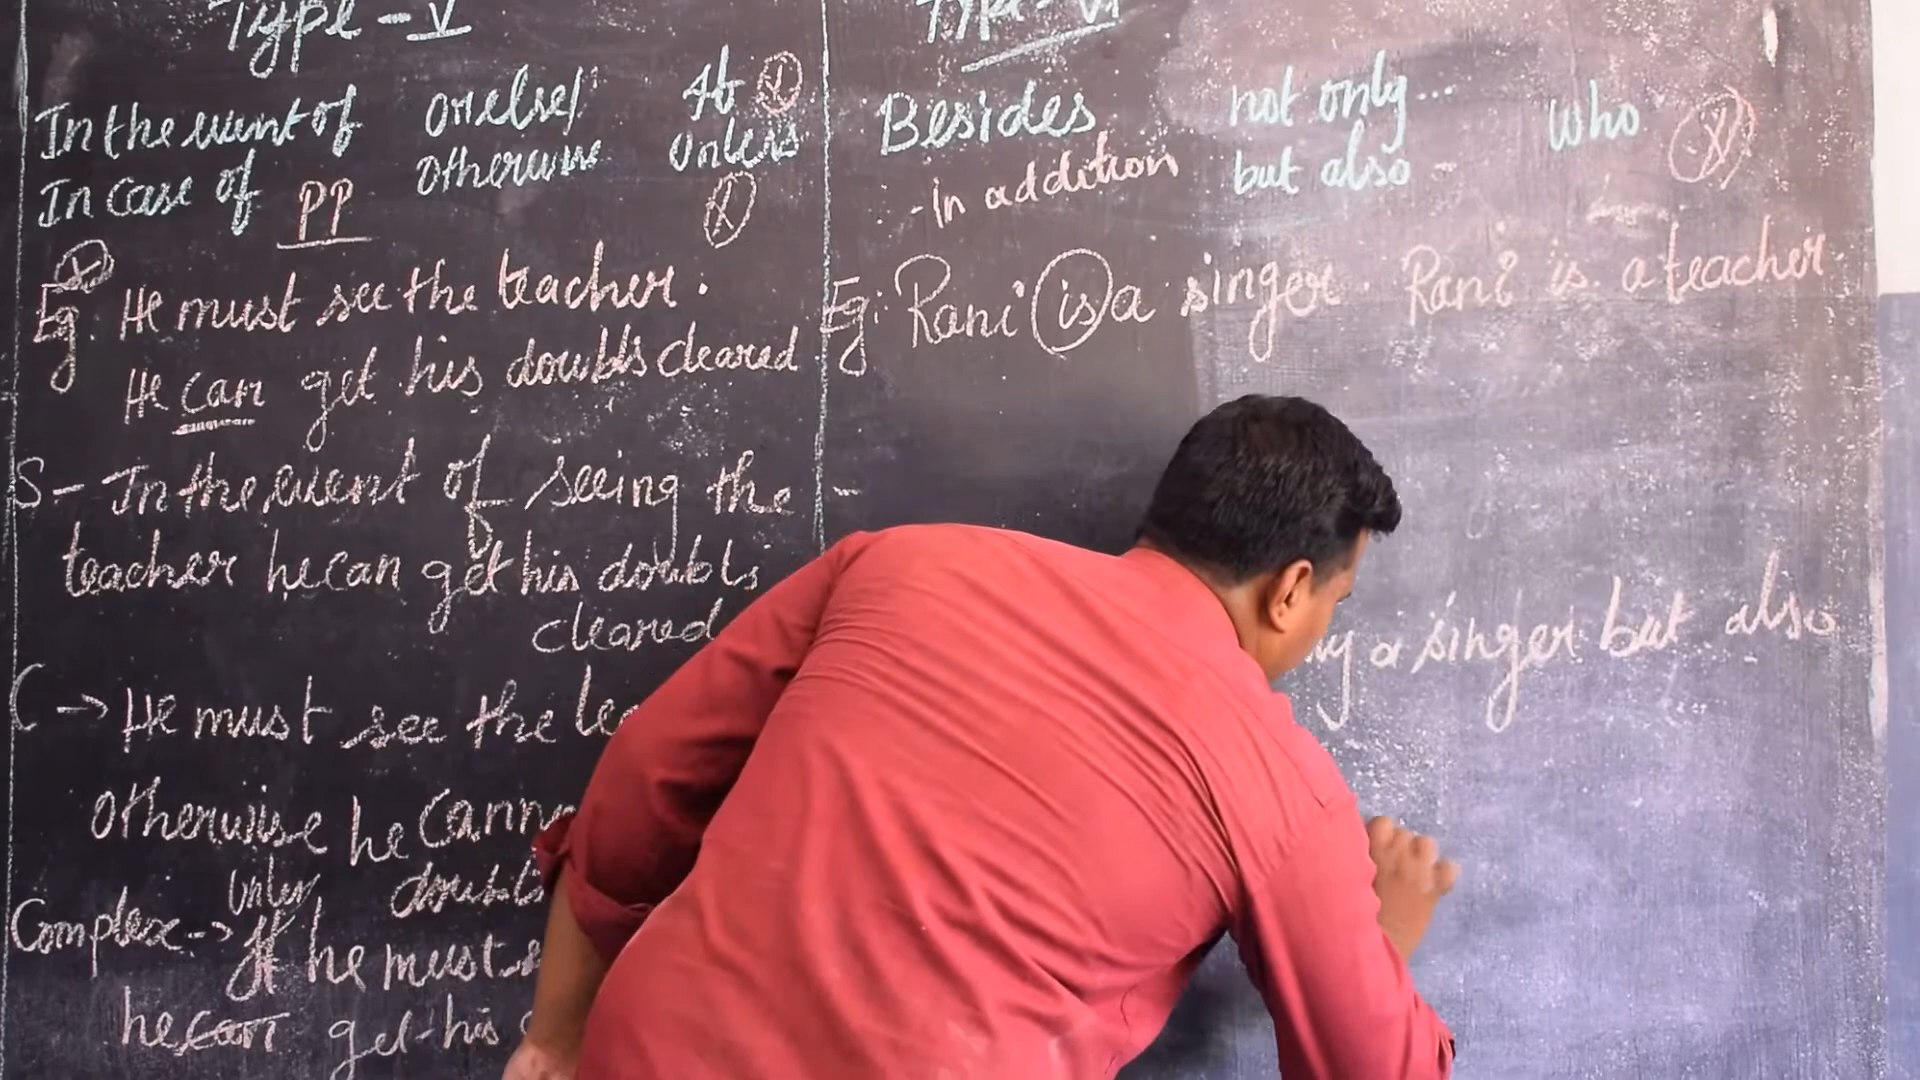 Type - V
In the event of orelse/ If
In case of PP Otherwise Unless
Eg. He must see the teacher.
He can get his doubts cleared
S - In the event of seeing the
teacher he can get his doubts
cleared
C -> He must see the
Otherwise he
Unless doubts
Complex -> If he must
he can get his
Type - VI
Besides not only... who
- In addition but also
Eg: Rani is a singer. Rani is a teacher.
a singer but also